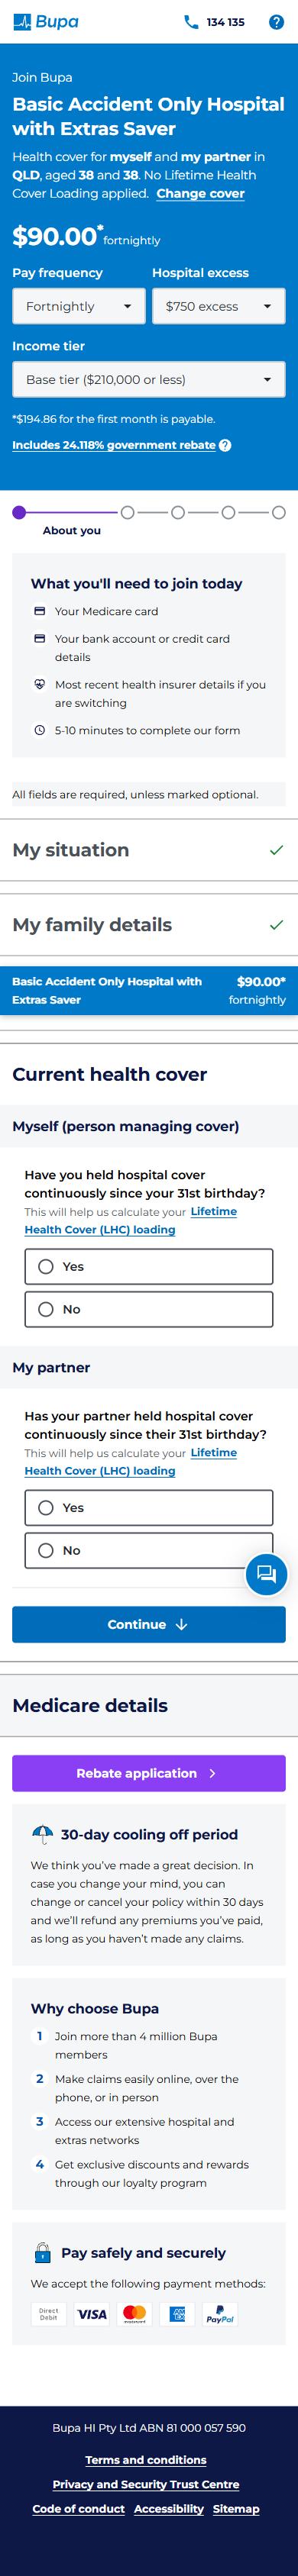 Bupa
134 135
?
Join Bupa
Basic Accident Only Hospital
with Extras Saver
Health cover for myself and my partner in
QLD, aged 38 and 38. No Lifetime Health
Cover Loading applied. Change cover
$90.00* fortnightly
Pay frequency
Hospital excess
Fortnightly
$750 excess
Income tier
Base tier ($210,000 or less)
*$194.86 for the first month is payable.
Includes 24.118% government rebate ?
About you
What you'll need to join today
Your Medicare card
Your bank account or credit card
details
Most recent health insurer details if you
are switching
5-10 minutes to complete our form
All fields are required, unless marked optional.
My situation
My family details
Basic Accident Only Hospital with
Extras Saver
$90.00*
fortnightly
Current health cover
Myself (person managing cover)
Have you held hospital cover
continuously since your 31st birthday?
This will help us calculate your Lifetime
Health Cover (LHC) loading
Yes
No
My partner
Has your partner held hospital cover
continuously since their 31st birthday?
This will help us calculate your Lifetime
Health Cover (LHC) loading
Yes
No
Continue
Medicare details
Rebate application
30-day cooling off period
We think you've made a great decision. In
case you change your mind, you can
change or cancel your policy within 30 days
and we'll refund any premiums you've paid,
as long as you haven't made any claims.
Why choose Bupa
1 Join more than 4 million Bupa
members
2 Make claims easily online, over the
phone, or in person
3 Access our extensive hospital and
extras networks
4 Get exclusive discounts and rewards
through our loyalty program
Pay safely and securely
We accept the following payment methods:
Direct
Debit
VISA
mastercard
AM
EX
PayPal
Bupa HI Pty Ltd ABN 81 000 057 590
Terms and conditions
Privacy and Security Trust Centre
Code of conduct Accessibility Sitemap